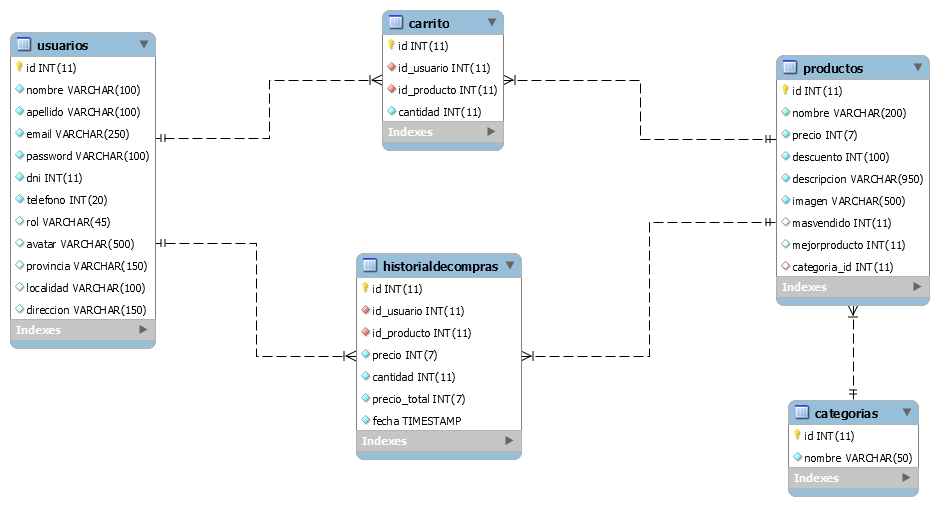 usuarios
id INT(11)
nombre VARCHAR(100)
apellido VARCHAR(100)
email VARCHAR(250)
password VARCHAR(100)
dni INT(11)
telefono INT(20)
rol VARCHAR(45)
avatar VARCHAR(500)
provincia VARCHAR(150)
localidad VARCHAR(100)
direccion VARCHAR(150)
Indexes
carrito
id INT(11)
id_usuario INT(11)
id_producto INT(11)
cantidad INT(11)
Indexes
historialdecompras
id INT(11)
id_usuario INT(11)
id_producto INT(11)
precio INT(7)
cantidad INT(11)
precio_total INT(7)
fecha TIMESTAMP
Indexes
productos
id INT(11)
nombre VARCHAR(200)
precio INT(7)
descuento INT(100)
descripcion VARCHAR(950)
imagen VARCHAR(500)
masvendido INT(11)
mejorproducto INT(11)
categoria_id INT(11)
Indexes
categorias
id INT(11)
nombre VARCHAR(50)
Indexes